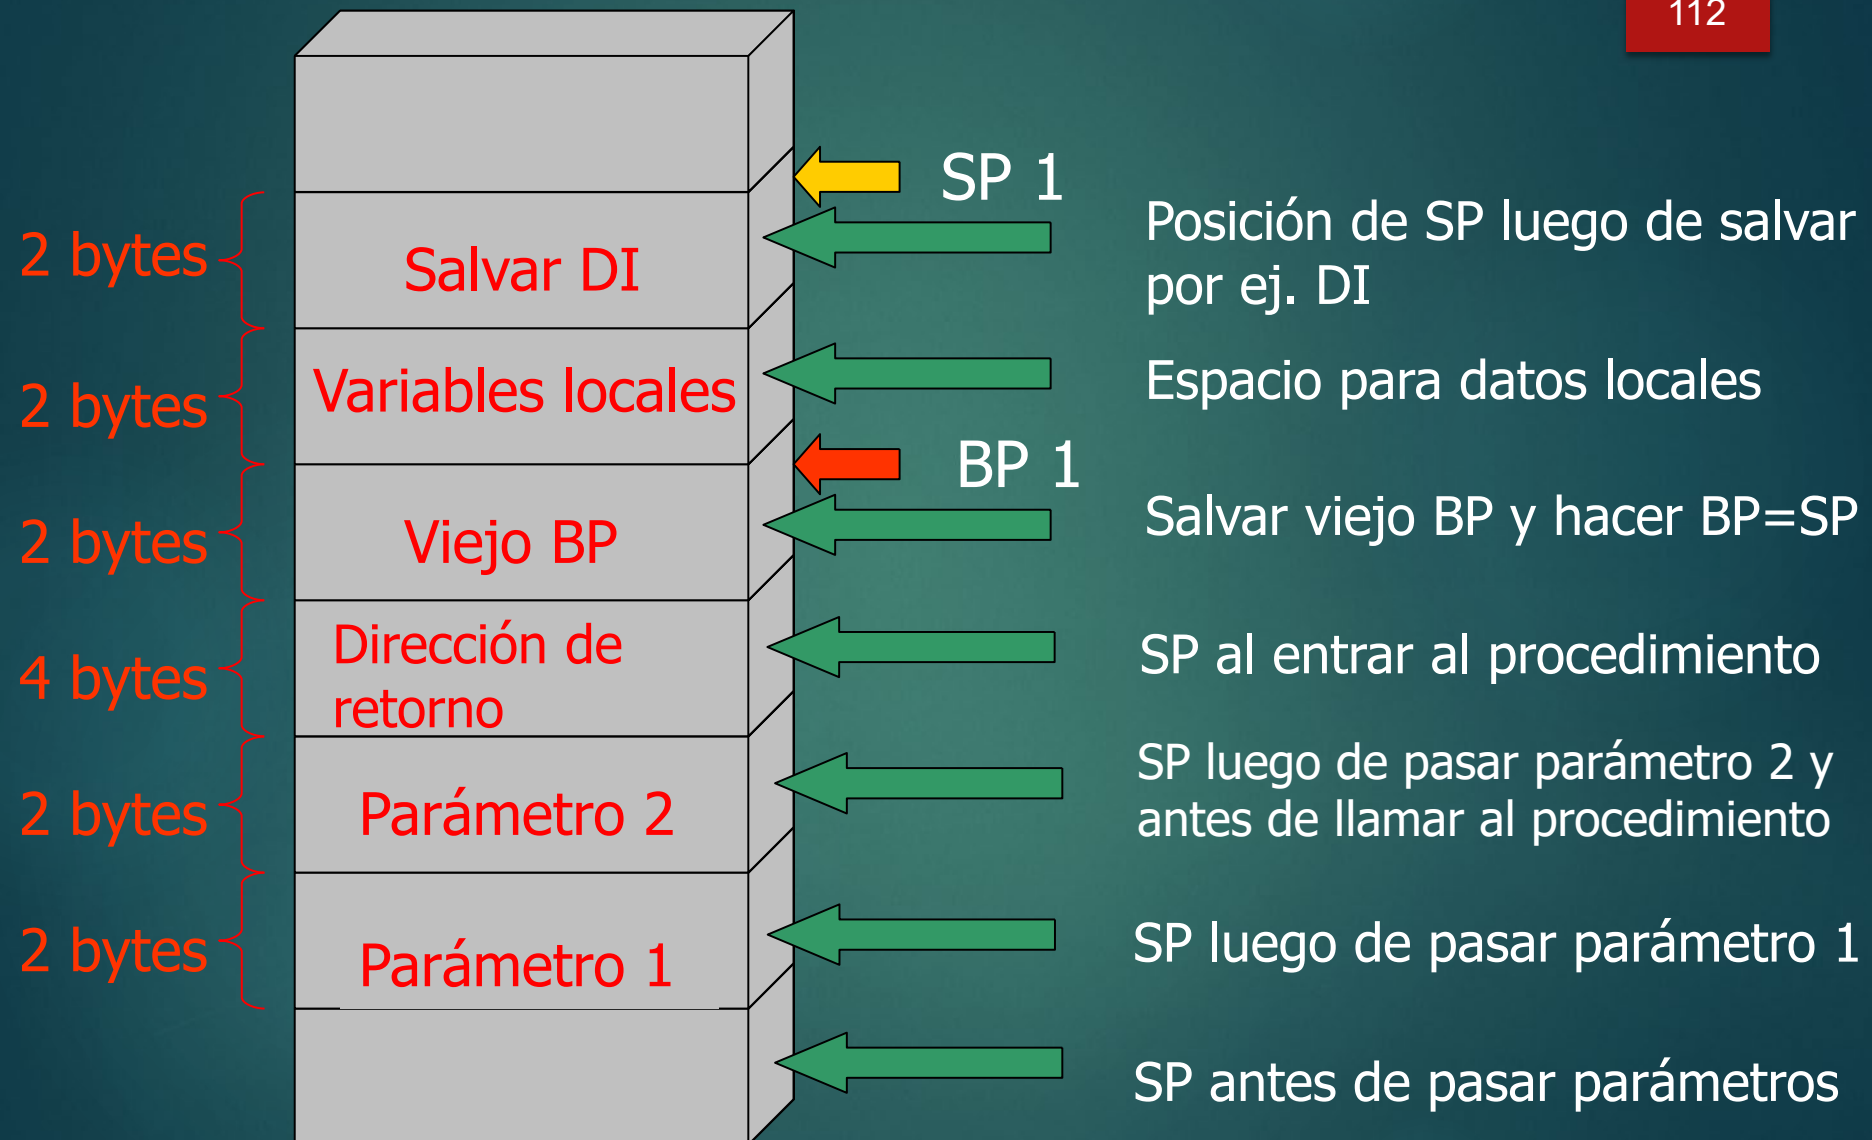 112
SP 1
Posición de SP luego de salvar
por ej. DI
2 bytes
Salvar DI
Espacio para datos locales
2 bytes
Variables locales
BP 1
Salvar viejo BP y hacer BP=SP
2 bytes
Viejo BP
SP al entrar al procedimiento
4 bytes
Dirección de
retorno
SP luego de pasar parámetro 2 y
antes de llamar al procedimiento
2 bytes
Parámetro 2
SP luego de pasar parámetro 1
2 bytes
Parámetro 1
SP antes de pasar parámetros